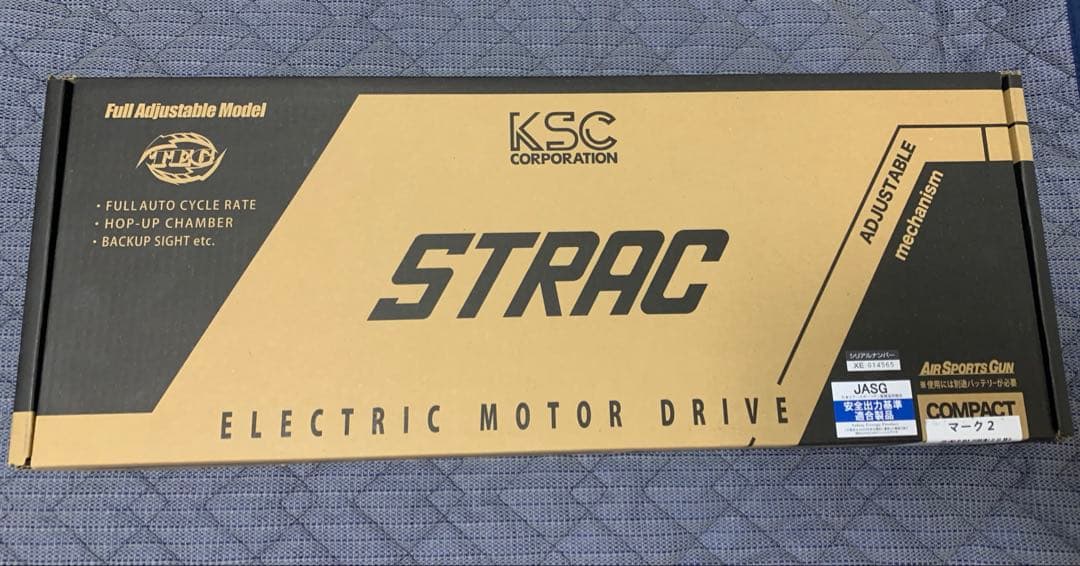 Full Adjustable Model
TEG
・FULLAUTO CYCLE RATE
・HOP-UP CHAMBER
・BACKUP SIGHT etc.
KSC
CORPORATION
STRAC
ELECTRIC MOTOR DRIVE
ADJUSTABLE
mechanism
シリアルナンバー
XE 014565
JASG
安全出力基準
適合製品
AIR SPORTS GUN
※使用には別途バッテリーが必要
COMPACT
マーク2